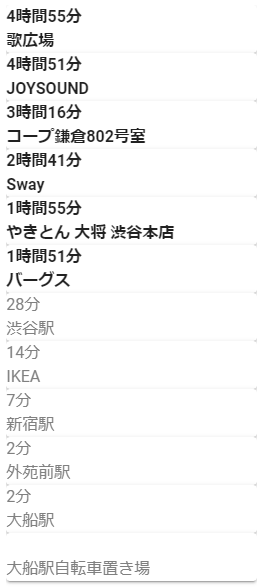 4時間55分
歌広場
4時間51分
JOYSOUND
3時間16分
コープ鎌倉802号室
2時間41分
Sway
1時間55分
やきとん 大将 渋谷本店
1時間51分
バーグス
28分
渋谷駅
14分
IKEA
7分
新宿駅
2分
外苑前駅
2分
大船駅
大船駅自転車置き場